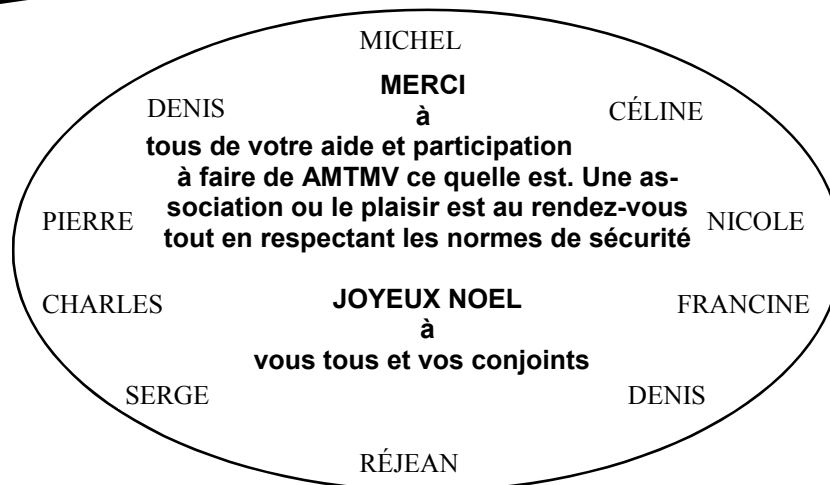 MICHEL
MERCI
DENIS
à
CÉLINE
tous de votre aide et participation
à faire de AMTMV ce quelle est. Une as-
sociation ou le plaisir est au rendez-vous
PIERRE
NICOLE
tout en respectant les normes de sécurité
CHARLES
JOYEUX NOEL
FRANCINE
à
vous tous et vos conjoints
SERGE
DENIS
RÉJEAN